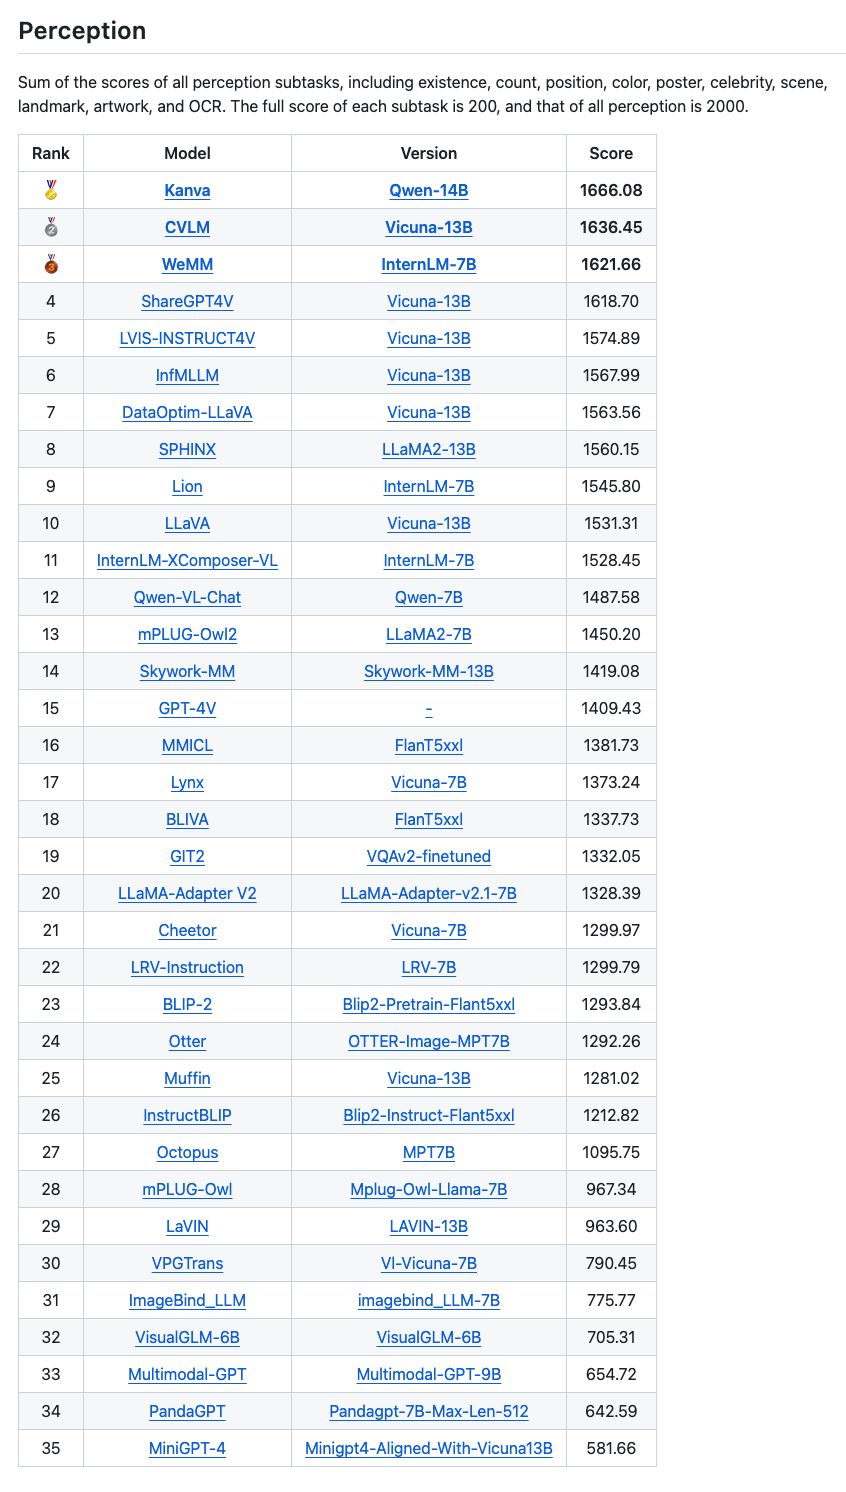 Perception
Sum of the scores of all perception subtasks, including existence, count, position, color, poster, celebrity, scene,
landmark, artwork, and OCR. The full score of each subtask is 200, and that of all perception is 2000.
Rank Model Version Score
🥇 Kanva Qwen-14B 1666.08
🥈 CVLM Vicuna-13B 1636.45
🥉 WeMM InternLM-7B 1621.66
4 ShareGPT4V Vicuna-13B 1618.70
5 LVIS-INSTRUCT4V Vicuna-13B 1574.89
6 InfMLLM Vicuna-13B 1567.99
7 DataOptim-LLaVA Vicuna-13B 1563.56
8 SPHINX LLaMA2-13B 1560.15
9 Lion InternLM-7B 1545.80
10 LLaVA Vicuna-13B 1531.31
11 InternLM-XComposer-VL InternLM-7B 1528.45
12 Qwen-VL-Chat Qwen-7B 1487.58
13 mPLUG-Owl2 LLaMA2-7B 1450.20
14 Skywork-MM Skywork-MM-13B 1419.08
15 GPT-4V - 1409.43
16 MMICL FlanT5xxl 1381.73
17 Lynx Vicuna-7B 1373.24
18 BLIVA FlanT5xxl 1337.73
19 GIT2 VQAv2-finetuned 1332.05
20 LLaMA-Adapter V2 LLaMA-Adapter-v2.1-7B 1328.39
21 Cheetor Vicuna-7B 1299.97
22 LRV-Instruction LRV-7B 1299.79
23 BLIP-2 Blip2-Pretrain-Flant5xxl 1293.84
24 Otter OTTER-Image-MPT7B 1292.26
25 Muffin Vicuna-13B 1281.02
26 InstructBLIP Blip2-Instruct-Flant5xxl 1212.82
27 Octopus MPT7B 1095.75
28 mPLUG-Owl Mplug-Owl-Llama-7B 967.34
29 LaVIN LAVIN-13B 963.60
30 VPGTrans Vl-Vicuna-7B 790.45
31 ImageBind_LLM imagebind_LLM-7B 775.77
32 VisualGLM-6B VisualGLM-6B 705.31
33 Multimodal-GPT Multimodal-GPT-9B 654.72
34 PandaGPT Pandagpt-7B-Max-Len-512 642.59
35 MiniGPT-4 Minigpt4-Aligned-With-Vicuna13B 581.66